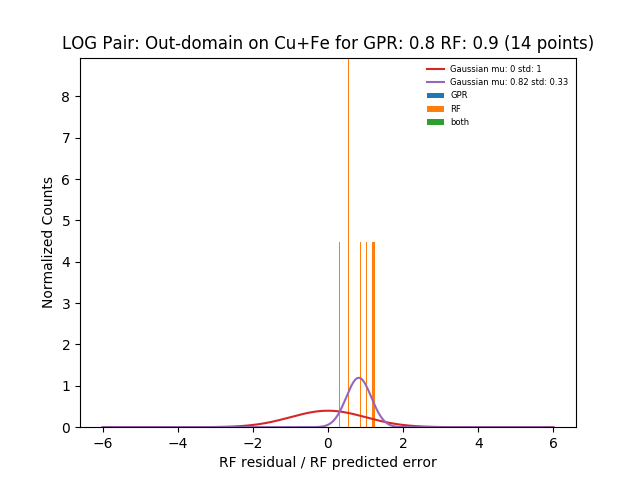 LOG Pair: Out-domain on Cu+Fe for GPR: 0.8 RF: 0.9 (14 points)
Gaussian mu: 0 std: 1
Gaussian mu: 0.82 std: 0.33
GPR
RF
both
Normalized Counts
8
7
6
5
4
3
2
1
0
−6 −4 −2 0 2 4 6
RF residual / RF predicted error